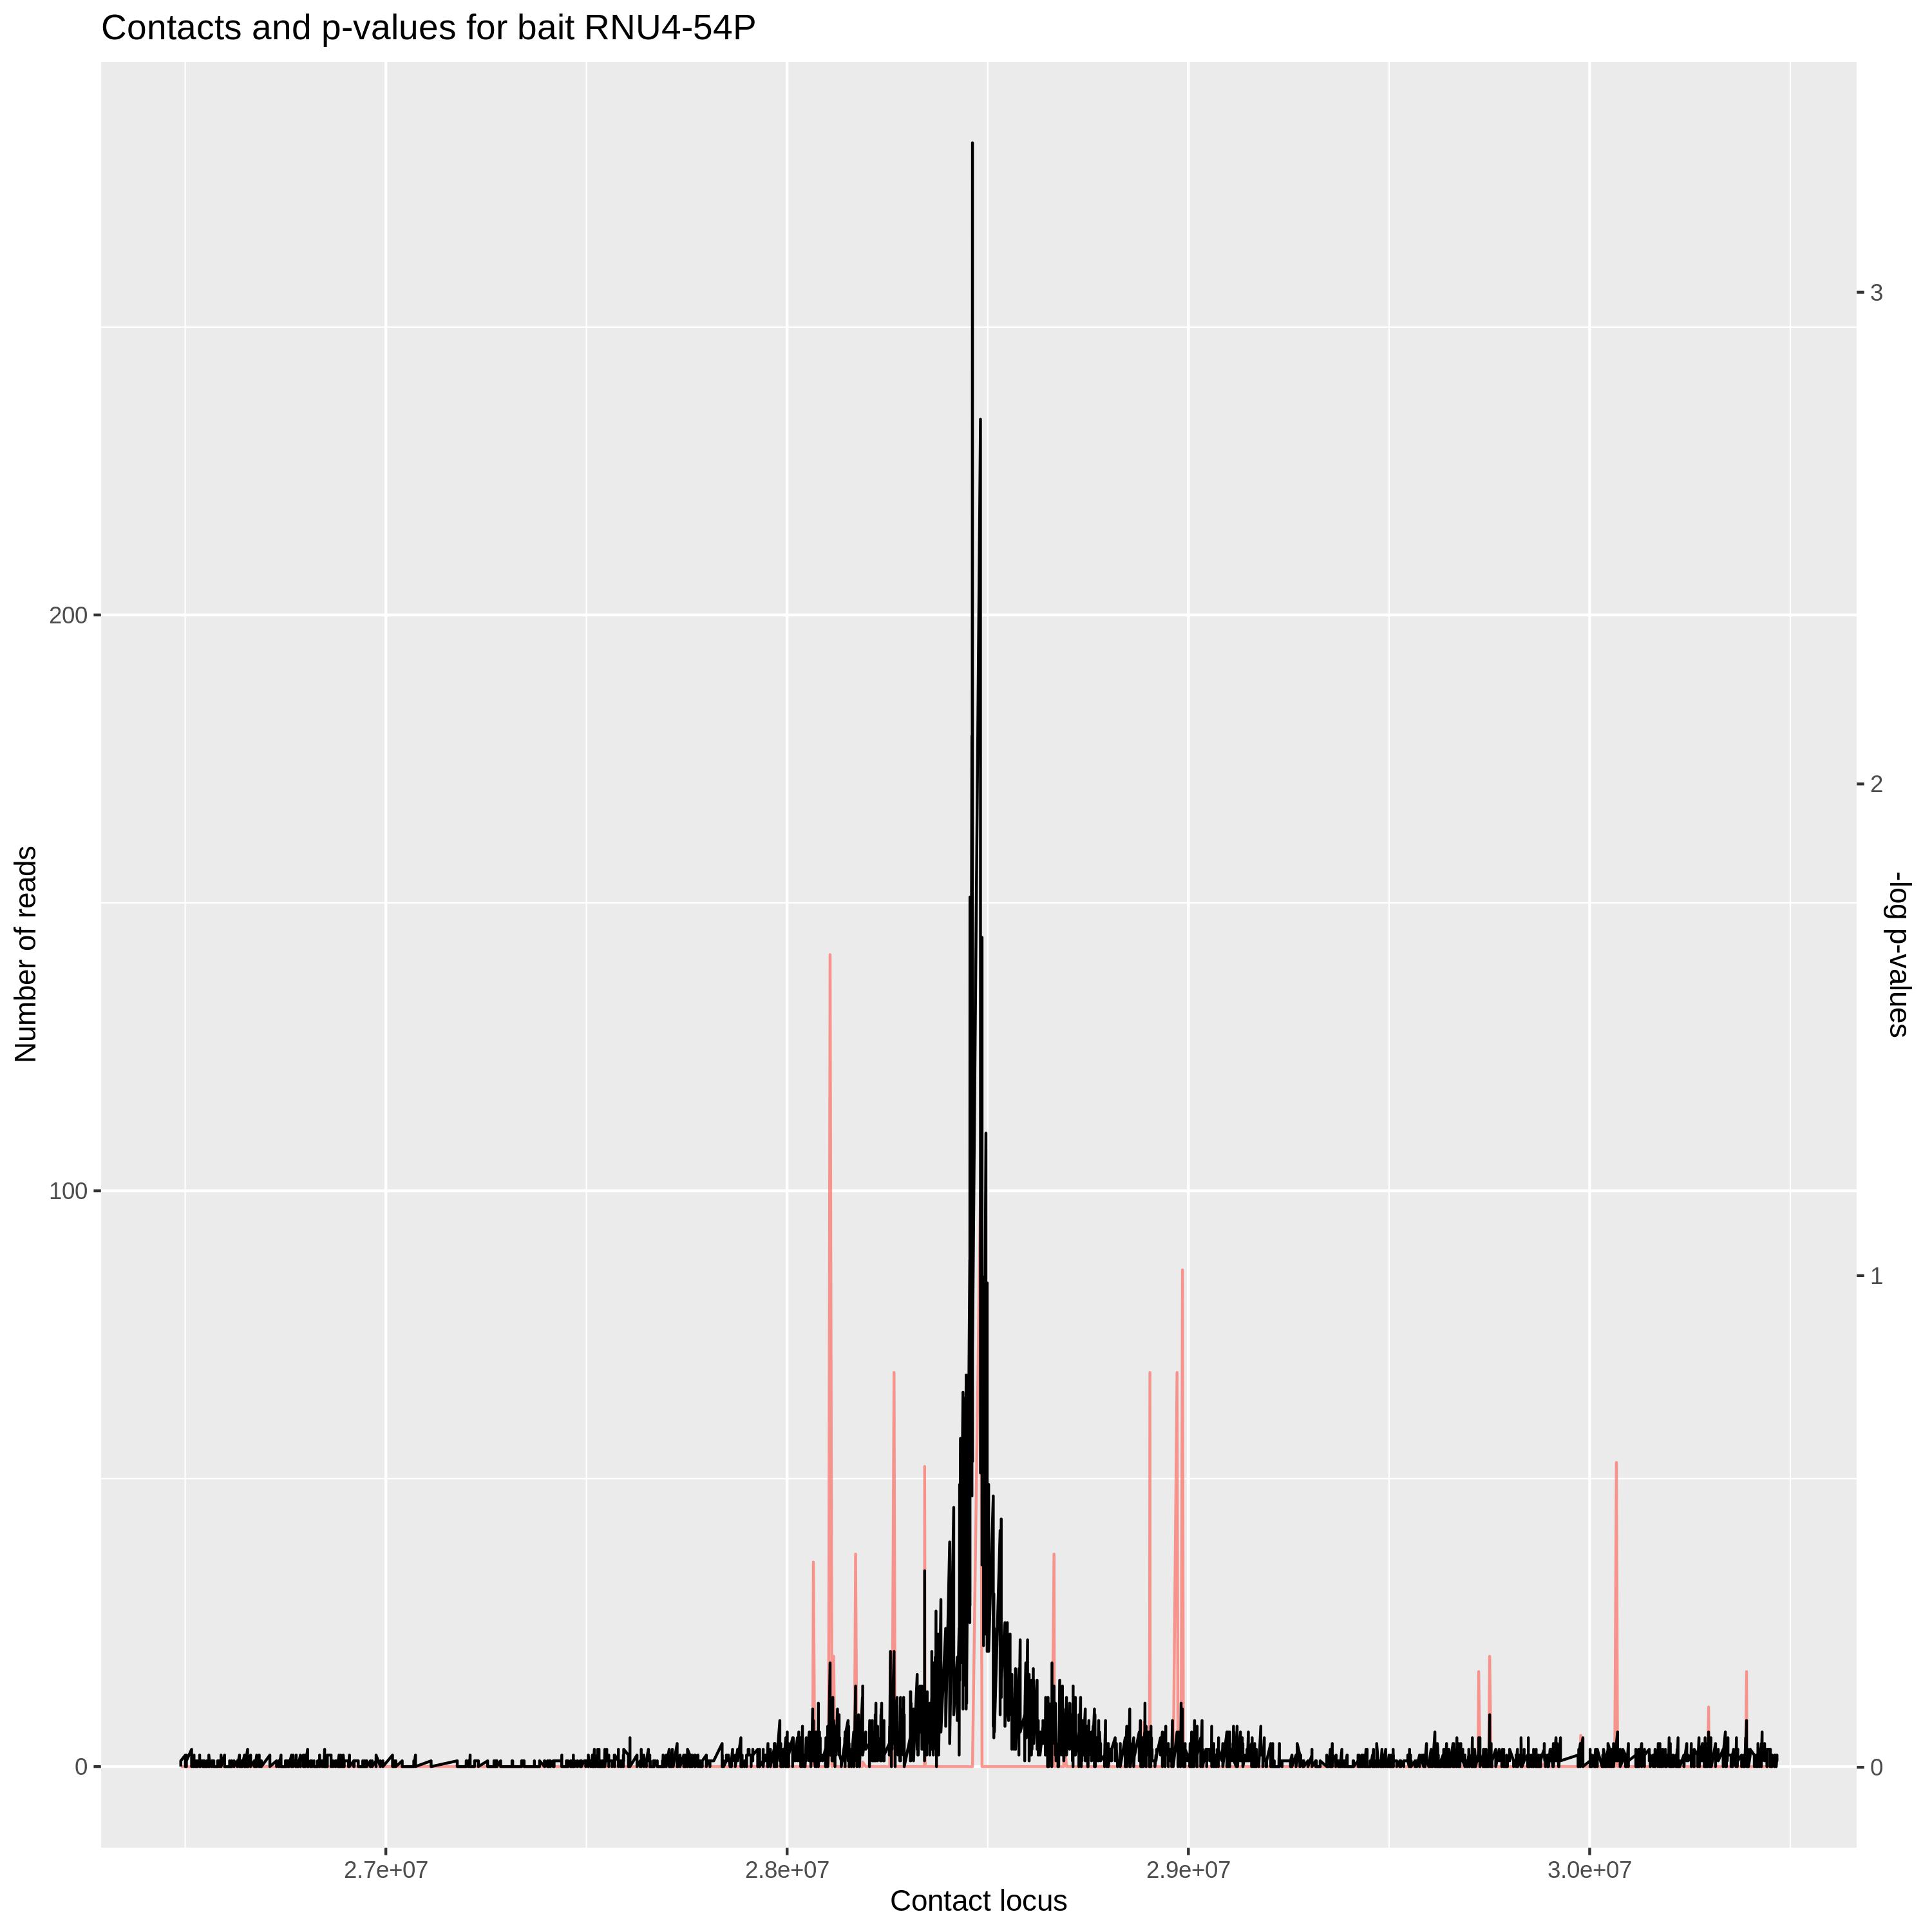 Contacts and p-values for bait RNU4-54P
Number of reads
200
100
0
3
2
1
0
-log p-values
2.7e+07
2.8e+07
2.9e+07
3.0e+07
Contact locus